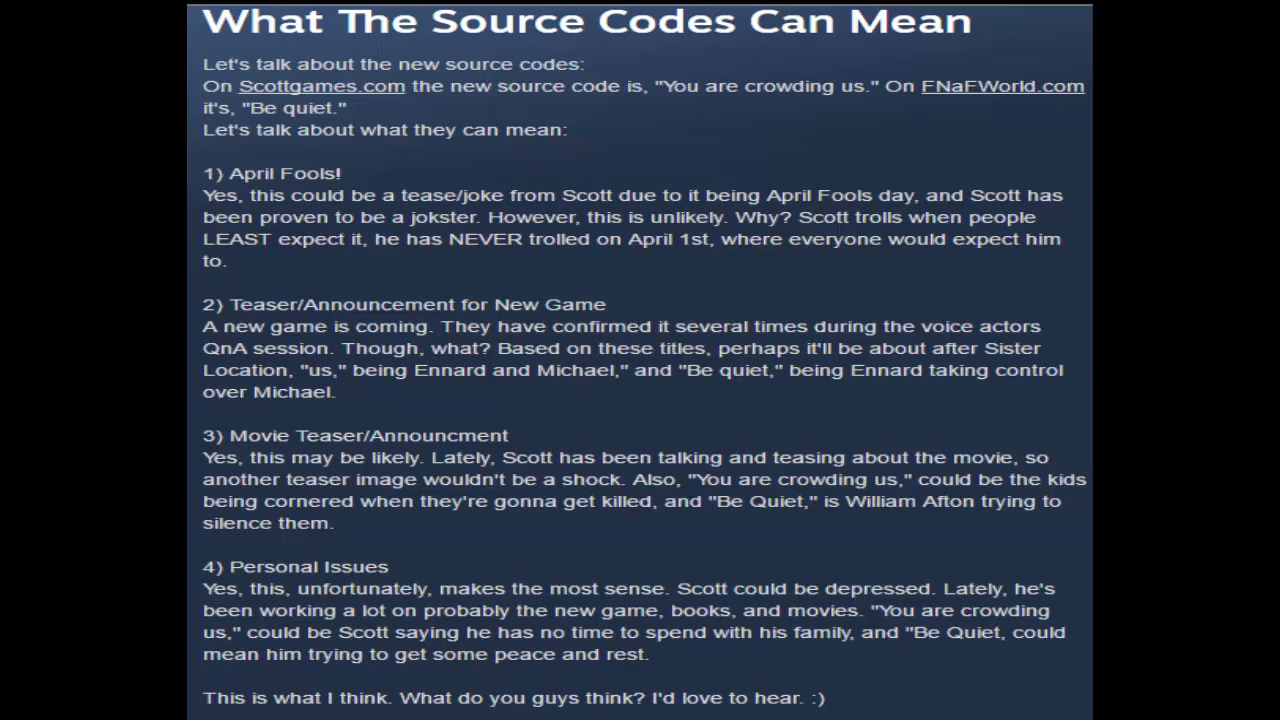 What The Source Codes Can Mean
Let's talk about the new source codes:
On Scottgames.com the new source code is, "You are crowding us." On FNaFWorld.com
it's, "Be quiet."
Let's talk about what they can mean:
1) April Fools!
Yes, this could be a tease/joke from Scott due to it being April Fools day, and Scott has
been proven to be a jokster. However, this is unlikely. Why? Scott trolls when people
LEAST expect it, he has NEVER trolled on April 1st, where everyone would expect him
to.
2) Teaser/Announcement for New Game
A new game is coming. They have confirmed it several times during the voice actors
QnA session. Though, what? Based on these titles, perhaps it'll be about after Sister
Location, "us," being Ennard and Michael," and "Be quiet," being Ennard taking control
over Michael.
3) Movie Teaser/Announcment
Yes, this may be likely. Lately, Scott has been talking and teasing about the movie, so
another teaser image wouldn't be a shock. Also, "You are crowding us," could be the kids
being cornered when they're gonna get killed, and "Be Quiet," is William Afton trying to
silence them.
4) Personal Issues
Yes, this, unfortunately, makes the most sense. Scott could be depressed. Lately, he's
been working a lot on probably the new game, books, and movies. "You are crowding
us," could be Scott saying he has no time to spend with his family, and "Be Quiet, could
mean him trying to get some peace and rest.
This is what I think. What do you guys think? I'd love to hear. :)